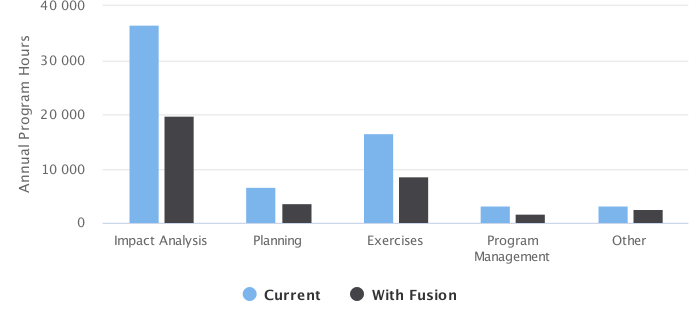 40 000
30 000
20 000
10 000
0
Annual Program Hours
Impact Analysis
Planning
Exercises
Program
Management
Other
Current
With Fusion